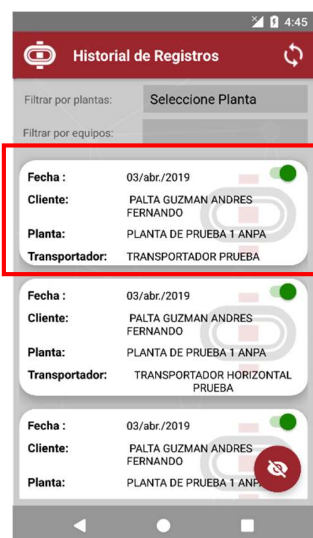 4:45
Historial de Registros
Filtrar por plantas: Seleccione Planta
Filtrar por equipos:
Fecha : 03/abr./2019
Cliente: PALTA GUZMAN ANDRES
FERNANDO
Planta: PLANTA DE PRUEBA 1 ANPA
Transportador: TRANSPORTADOR PRUEBA
Fecha : 03/abr./2019
Cliente: PALTA GUZMAN ANDRES
FERNANDO
Planta: PLANTA DE PRUEBA 1 ANPA
Transportador: TRANSPORTADOR HORIZONTAL
PRUEBA
Fecha : 03/abr./2019
Cliente: PALTA GUZMAN ANDRES
FERNANDO
Planta: PLANTA DE PRUEBA 1